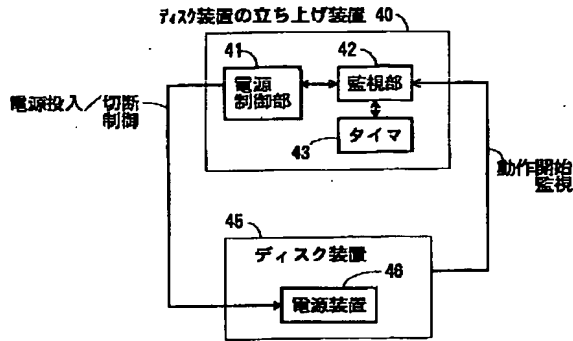 ディスク装置の立ち上げ装置 40
41
電源
制御部
42
監視部
43
タイマ
電源投入／切断
制御
動作開始
監視
45
ディスク装置
46
電源装置